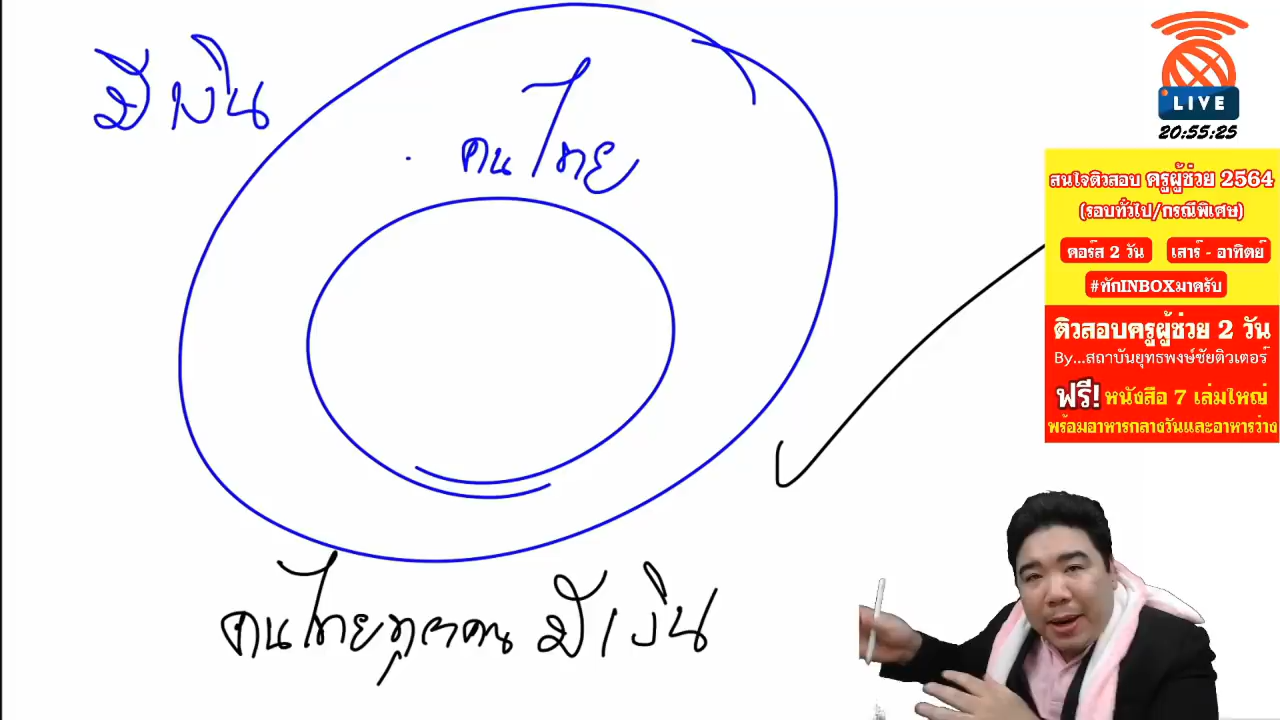 มีเงิน
คนไทย
คนไทยทุกคน มีเงิน
LIVE
20:55:25
สนใจติวสอบ ครูผู้ช่วย 2564
(รอบทั่วไป/กรณีพิเศษ)
คอร์ส 2 วัน เสาร์ - อาทิตย์
#ทักINBOXมาครับ
ติวสอบครูผู้ช่วย 2 วัน
By...สถาบันยุทธพงษ์ชัยติวเตอร์
ฟรี! หนังสือ 7 เล่มใหญ่
พร้อมอาหารกลางวันและอาหารว่าง